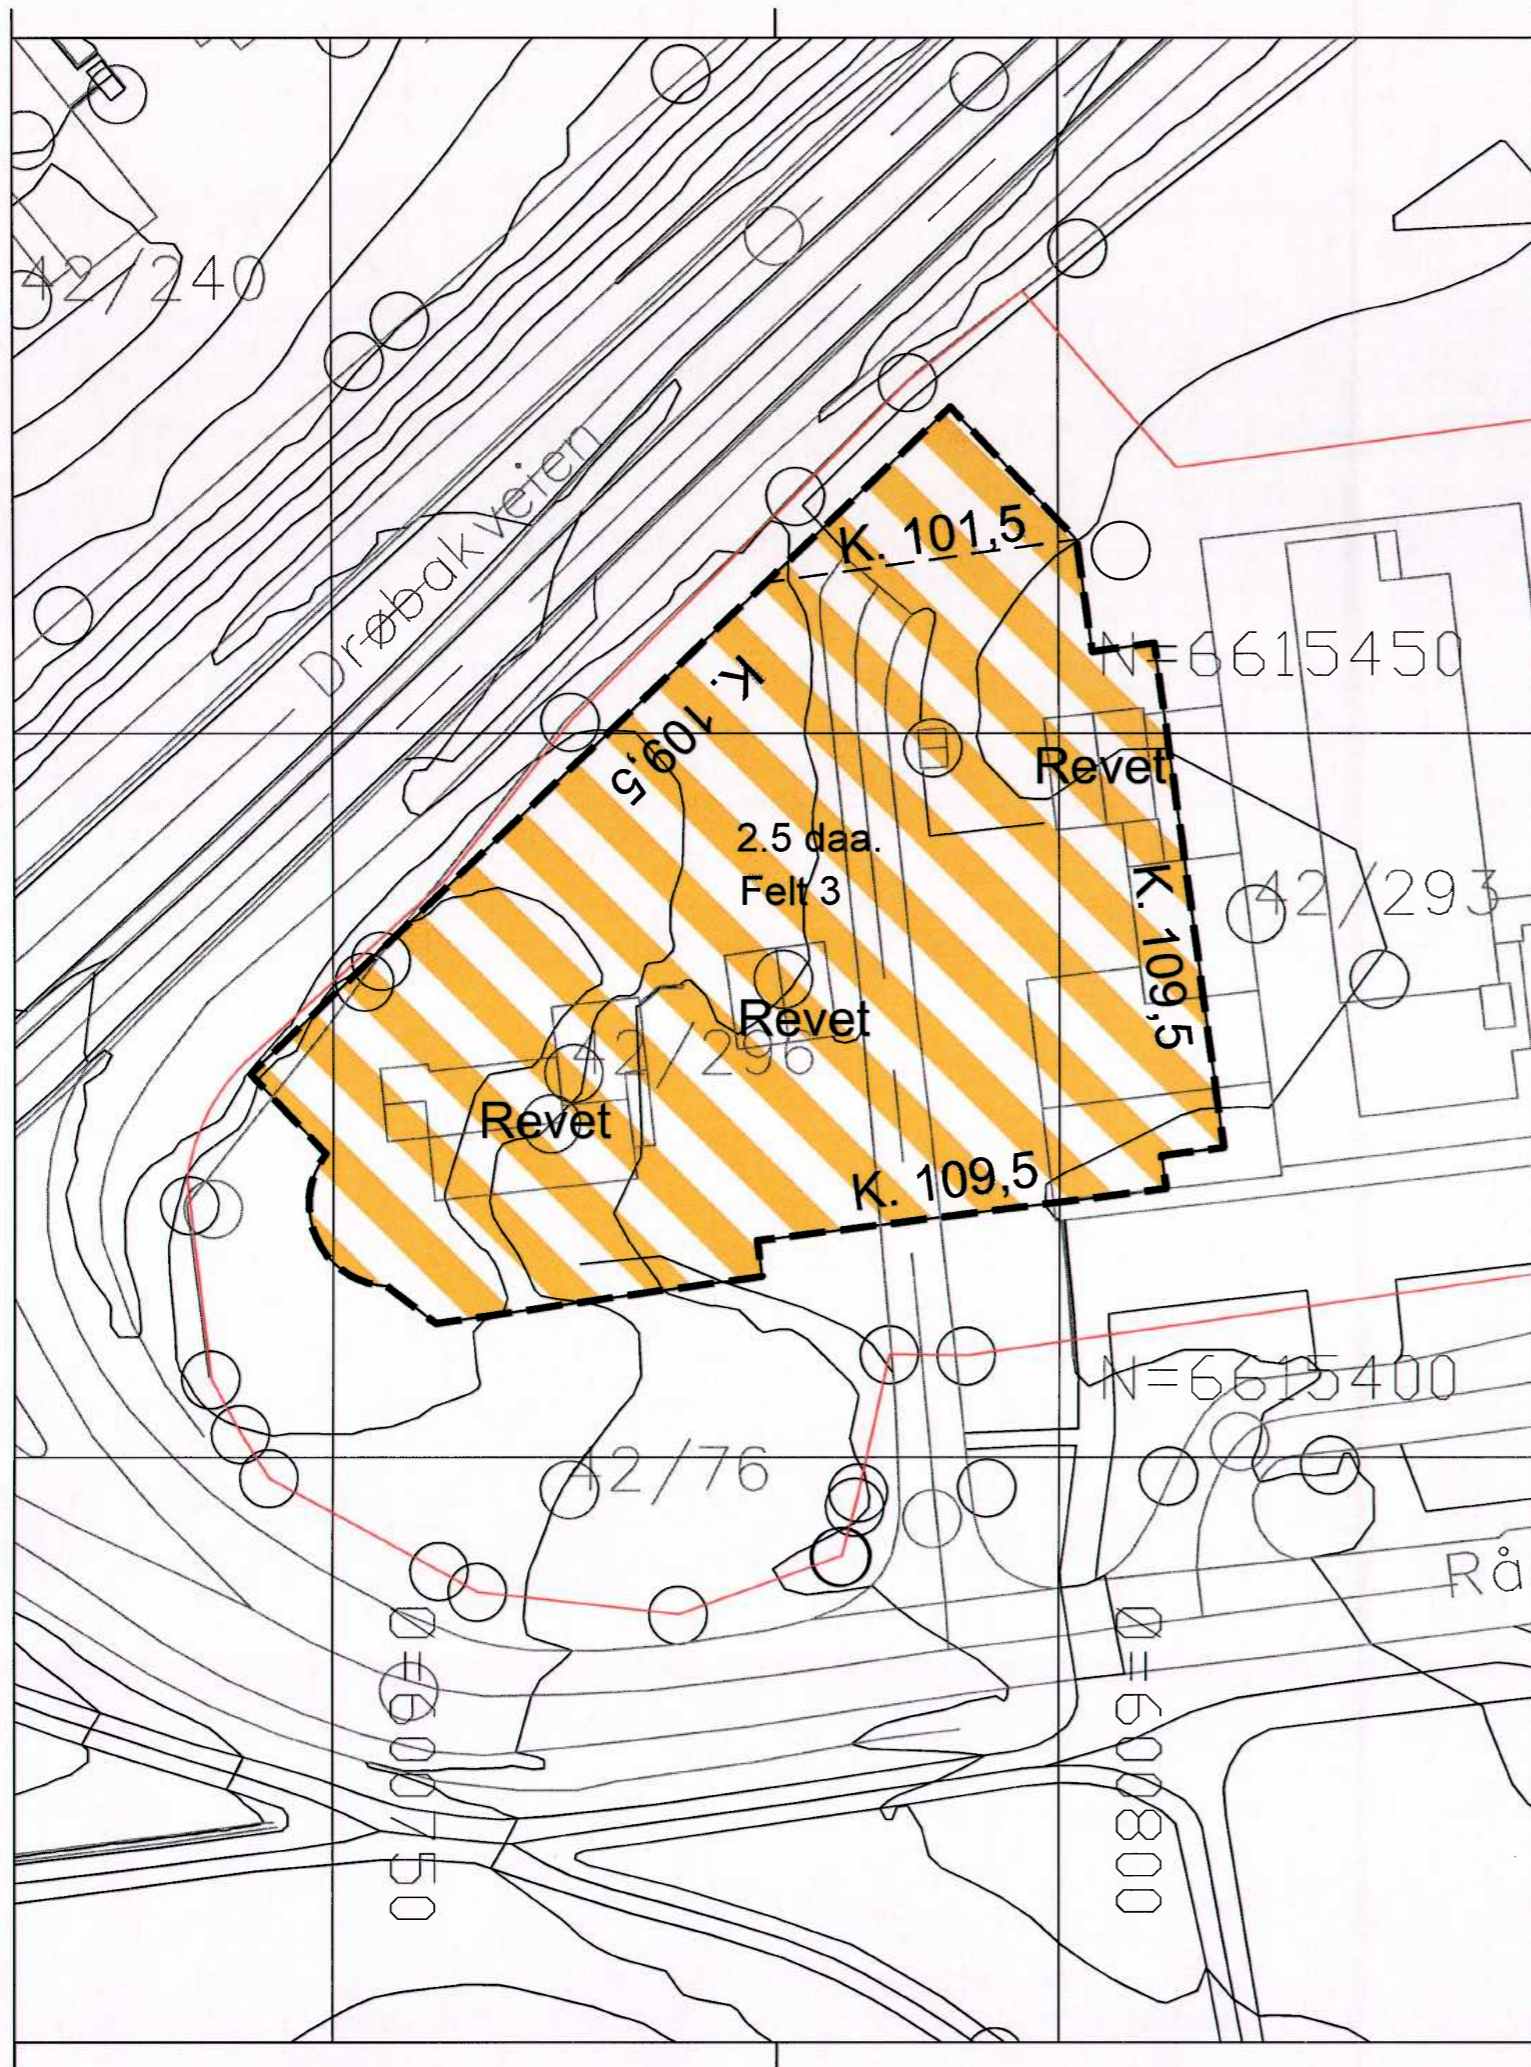 42/240
Drøbakveien
K. 101,5
N=6615450
K. 109,5
Revet
2.5 daa.
Felt 3
K. 109,5
42/293
Revet
42/296
Revet
K. 109,5
N=6615400
42/76
Rå
Ø=600750
Ø=600800